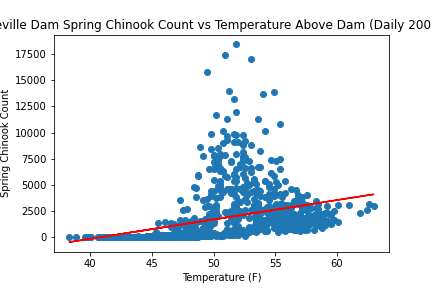 eville Dam Spring Chinook Count vs Temperature Above Dam (Daily 200
17500
15000
12500
10000
7500
5000
2500
0
Spring Chinook Count
40 45 50 55 60
Temperature (F)